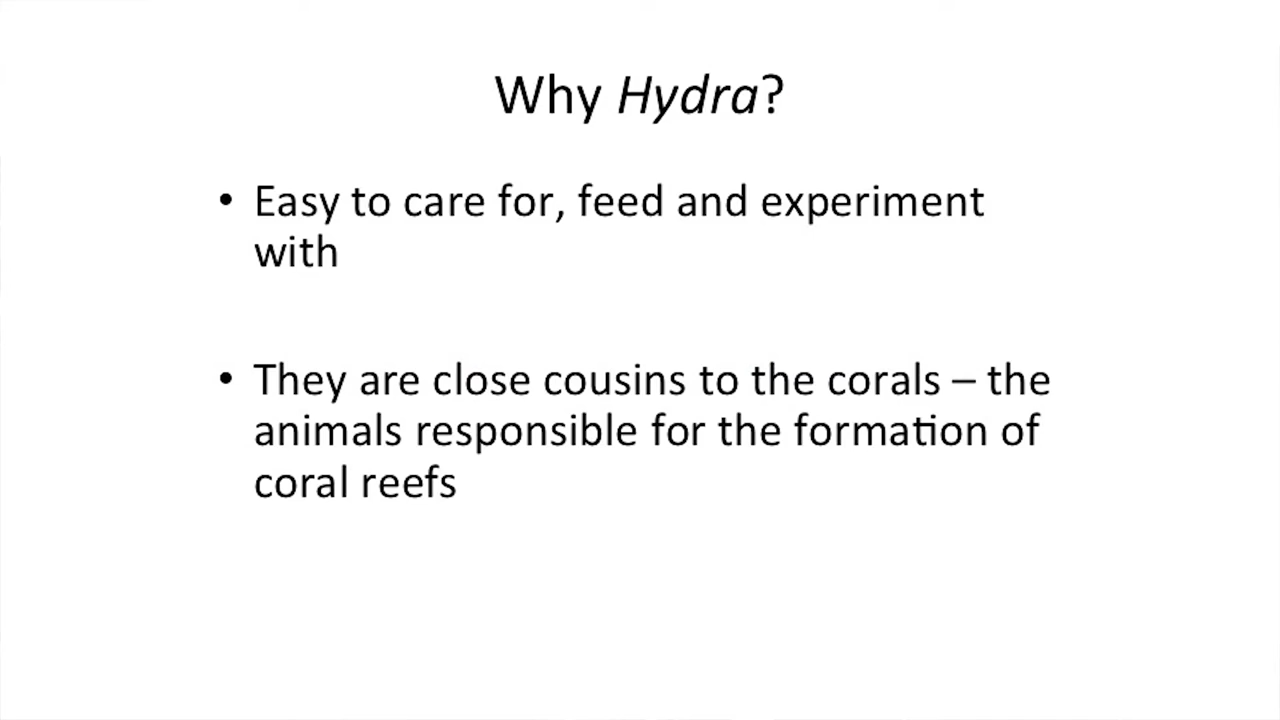 Why Hydra?
• Easy to care for, feed and experiment
with
• They are close cousins to the corals – the
animals responsible for the formation of
coral reefs